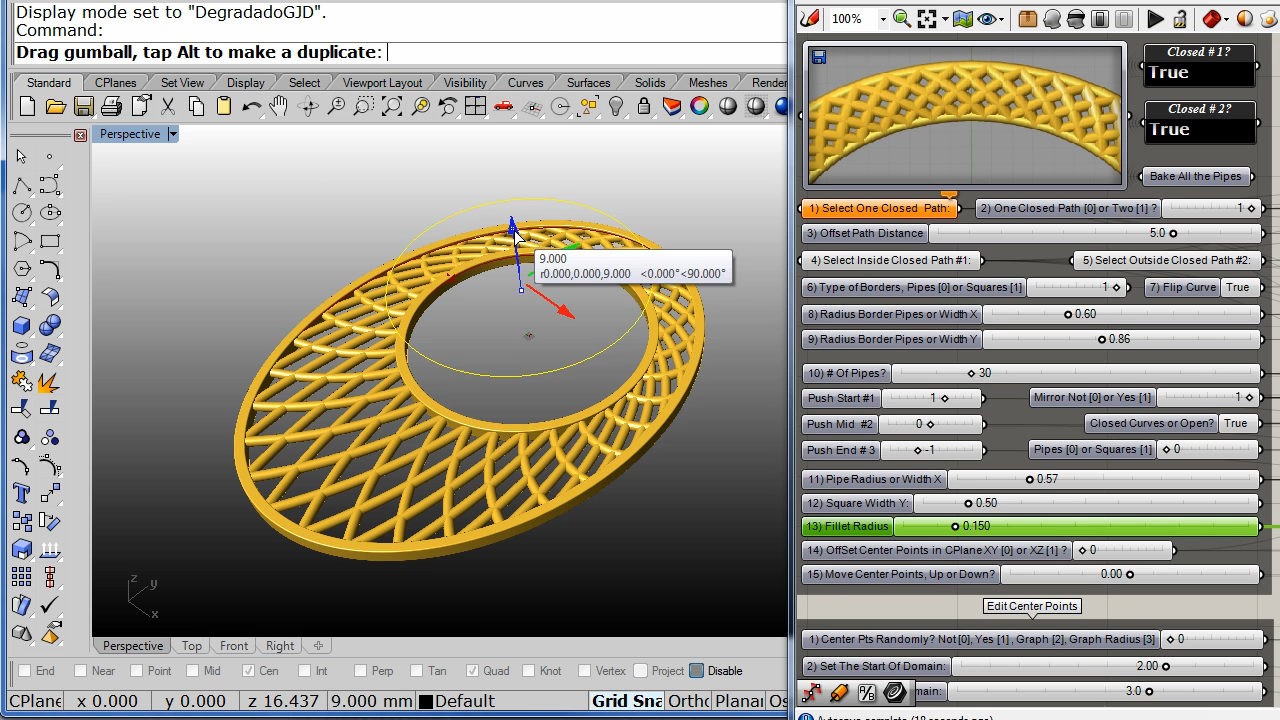 Display mode set to "DegradadoGJD".
Command:
Drag gumball, tap Alt to make a duplicate:
Standard CPlanes Set View Display Select Viewport Layout Visibility Curves Surfaces Solids Meshes Render
Perspective
9.000
r0.000,0.000,9.000 <0.000°<90.000°
z y x
Perspective Top Front Right
End Near Point Mid Cen Int Perp Tan Quad Knot Vertex Project Disable
CPlane x 0.000 y 0.000 z 16.437 9.000 mm Default Grid Sna Ortho Planar Os
100%
Closed #1?
True
Closed #2?
True
Bake All the Pipes
1) Select One Closed Path: 2) One Closed Path [0] or Two [1] ? 1
3) Offset Path Distance 5.0
4) Select Inside Closed Path #1: 5) Select Outside Closed Path #2:
6) Type of Borders, Pipes [0] or Squares [1] 1 7) Flip Curve True
8) Radius Border Pipes or Width X 0.60
9) Radius Border Pipes or Width Y 0.86
10) # Of Pipes? 30
Push Start #1 1 Mirror Not [0] or Yes [1] 1
Push Mid #2 0 Closed Curves or Open? True
Push End # 3 -1 Pipes [0] or Squares [1] 0
11) Pipe Radius or Width X 0.57
12) Square Width Y: 0.50
13) Fillet Radius 0.150
14) OffSet Center Points in CPlane XY [0] or XZ [1] ? 0
15) Move Center Points, Up or Down? 0.00
Edit Center Points
1) Center Pts Randomly? Not [0], Yes [1] , Graph [2], Graph Radius [3] 0
2) Set The Start Of Domain: 2.00
main: 3.0
Autosave complete (18 seconds ago)